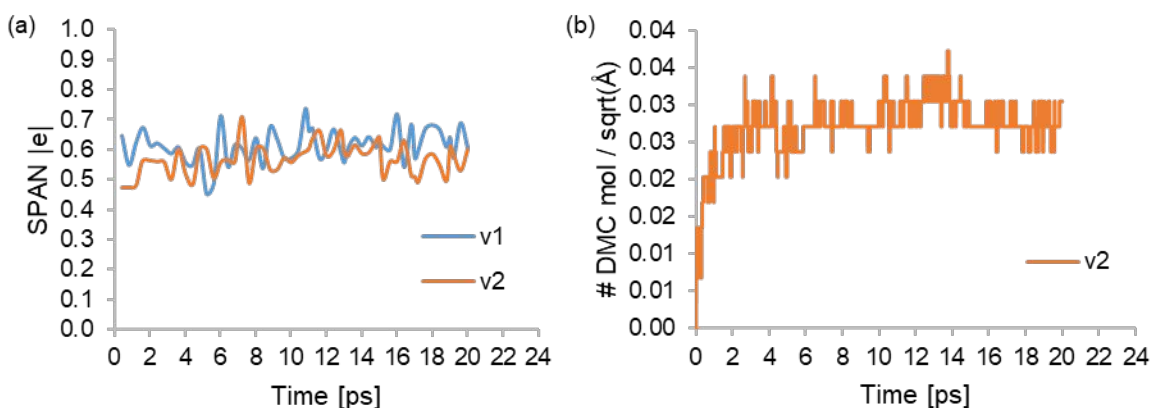 (a)
SPAN |e|
1.0
0.9
0.8
0.7
0.6
0.5
0.4
0.3
0.2
0.1
0.0
v1
v2
0 2 4 6 8 10 12 14 16 18 20 22 24
Time [ps]
(b)
# DMC mol / sqrt(Å)
0.04
0.04
0.03
0.03
0.02
0.02
0.01
0.01
0.00
v2
0 2 4 6 8 10 12 14 16 18 20 22 24
Time [ps]